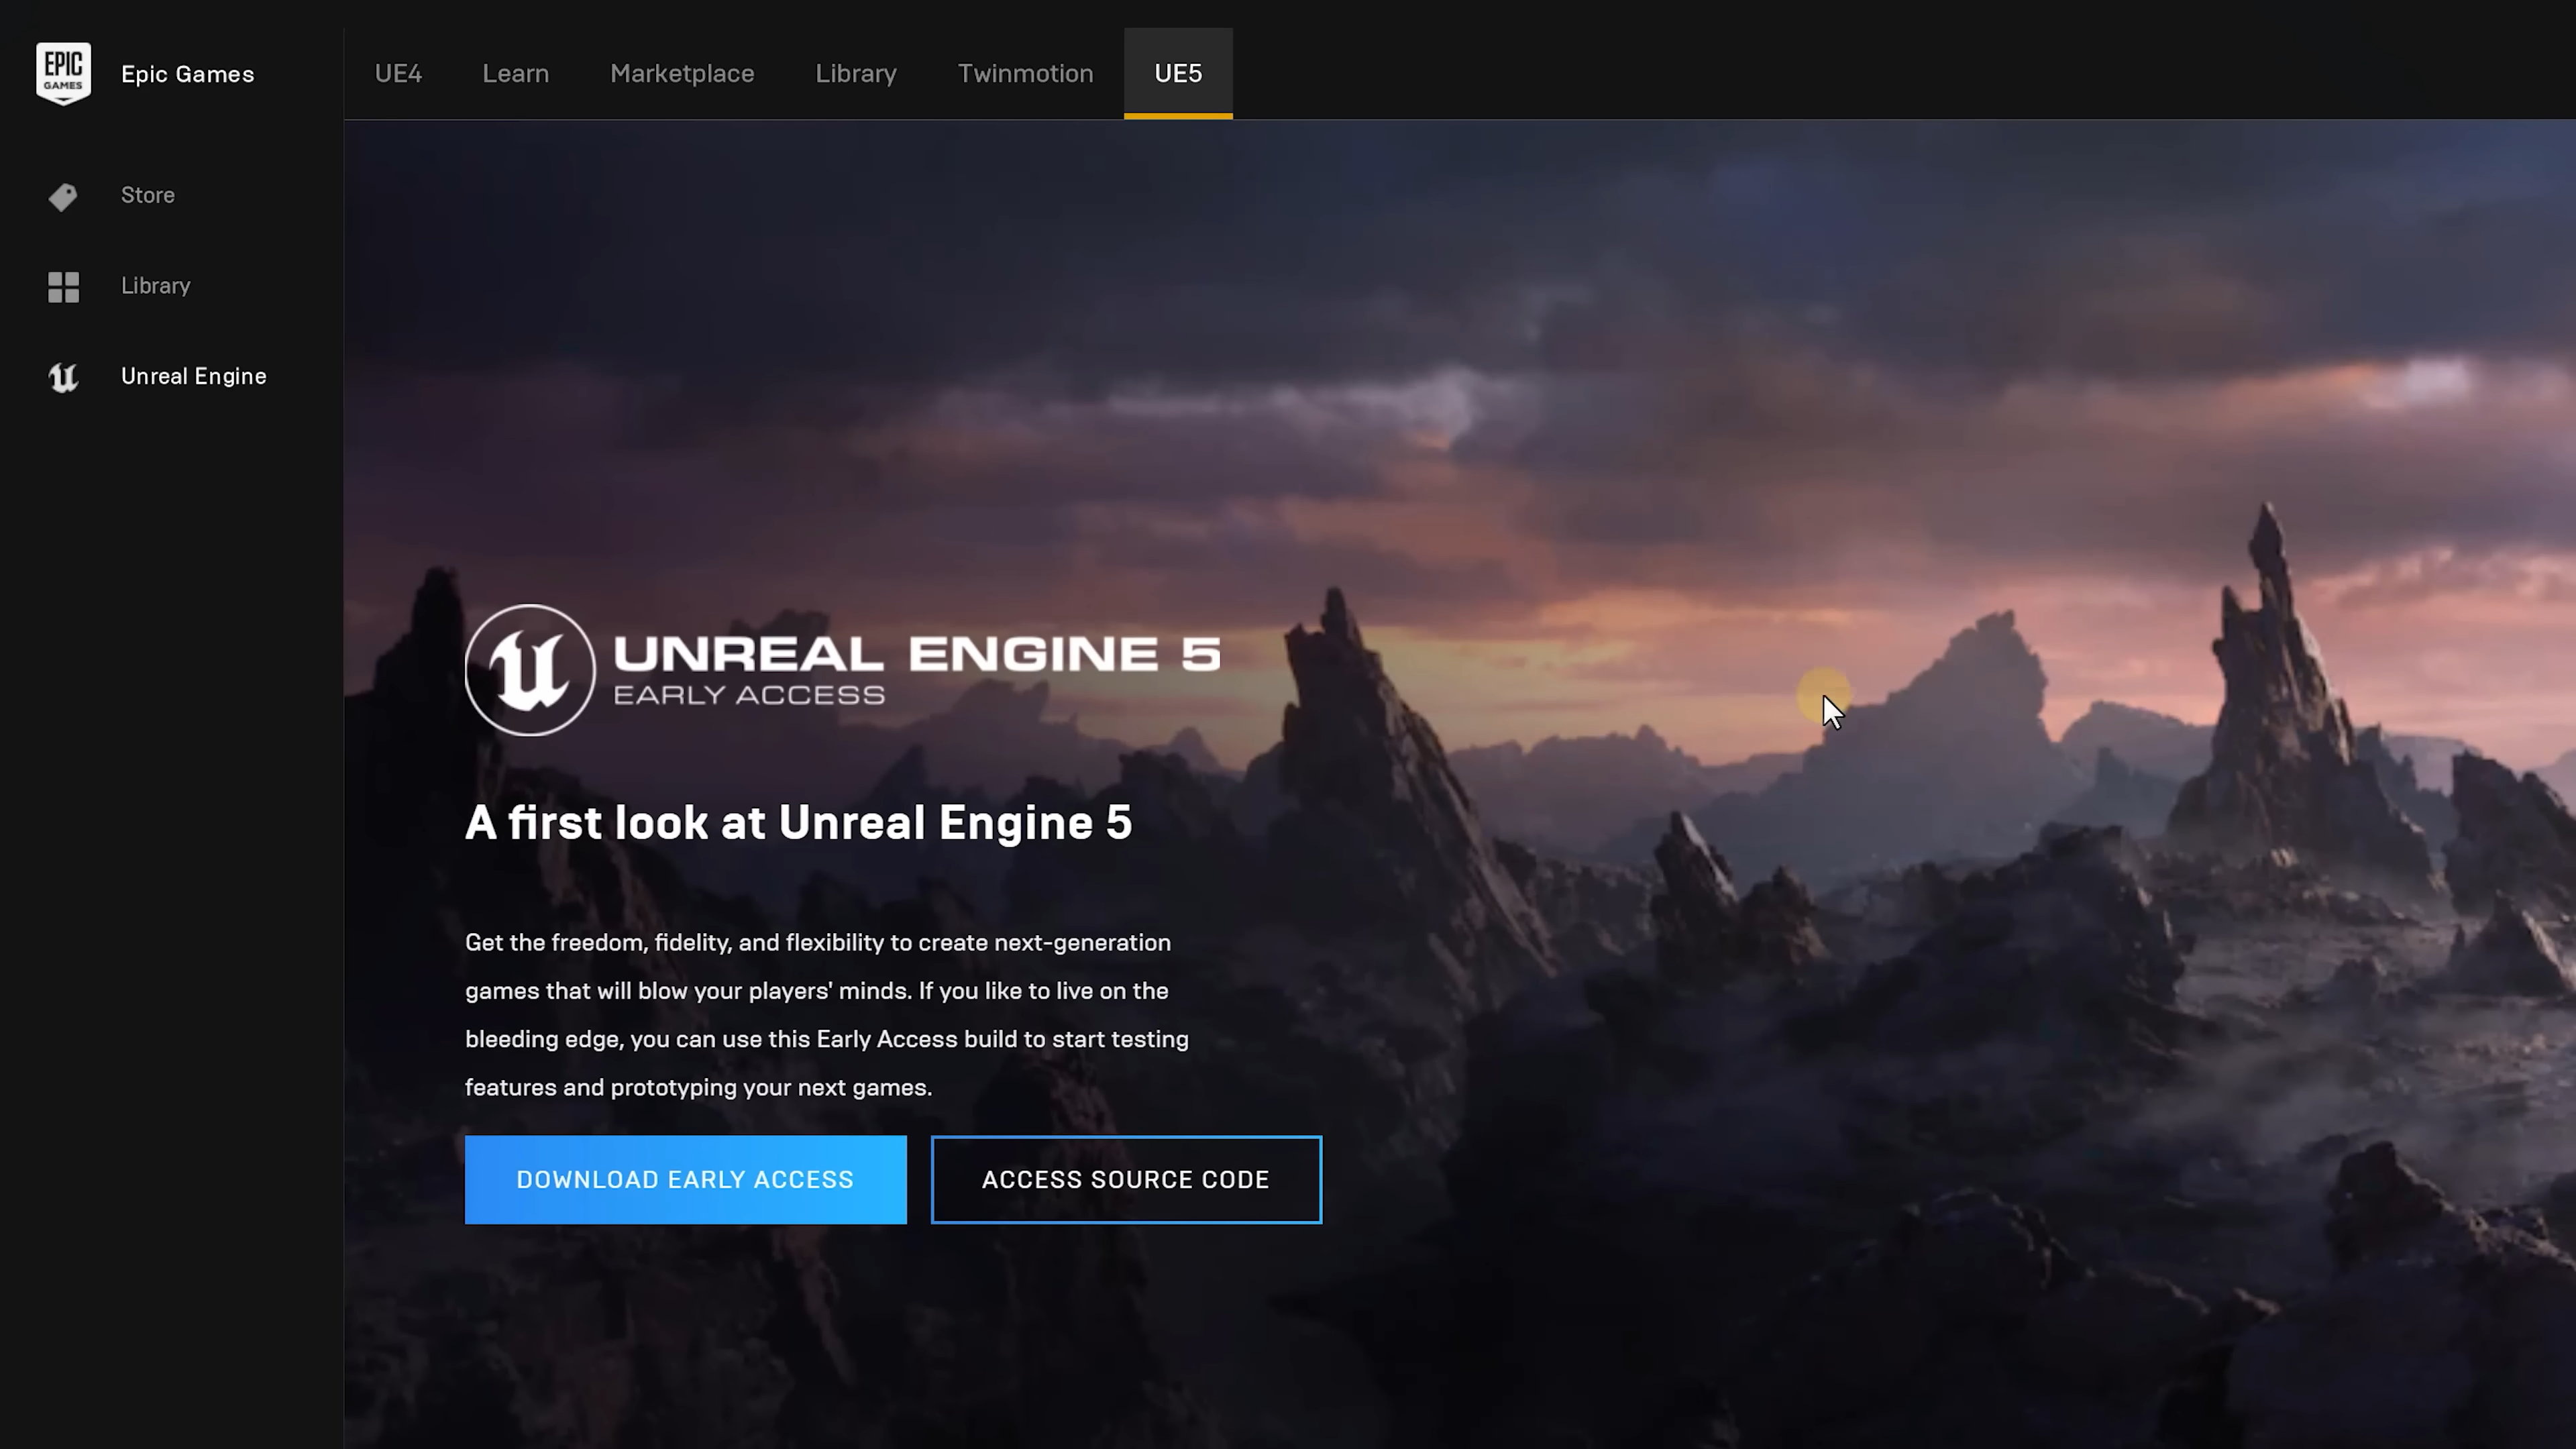 EPIC
GAMES
Epic Games
UE4
Learn
Marketplace
Library
Twinmotion
UE5
Store
Library
Unreal Engine
UNREAL ENGINE 5
EARLY ACCESS
A first look at Unreal Engine 5
Get the freedom, fidelity, and flexibility to create next-generation
games that will blow your players' minds. If you like to live on the
bleeding edge, you can use this Early Access build to start testing
features and prototyping your next games.
DOWNLOAD EARLY ACCESS
ACCESS SOURCE CODE